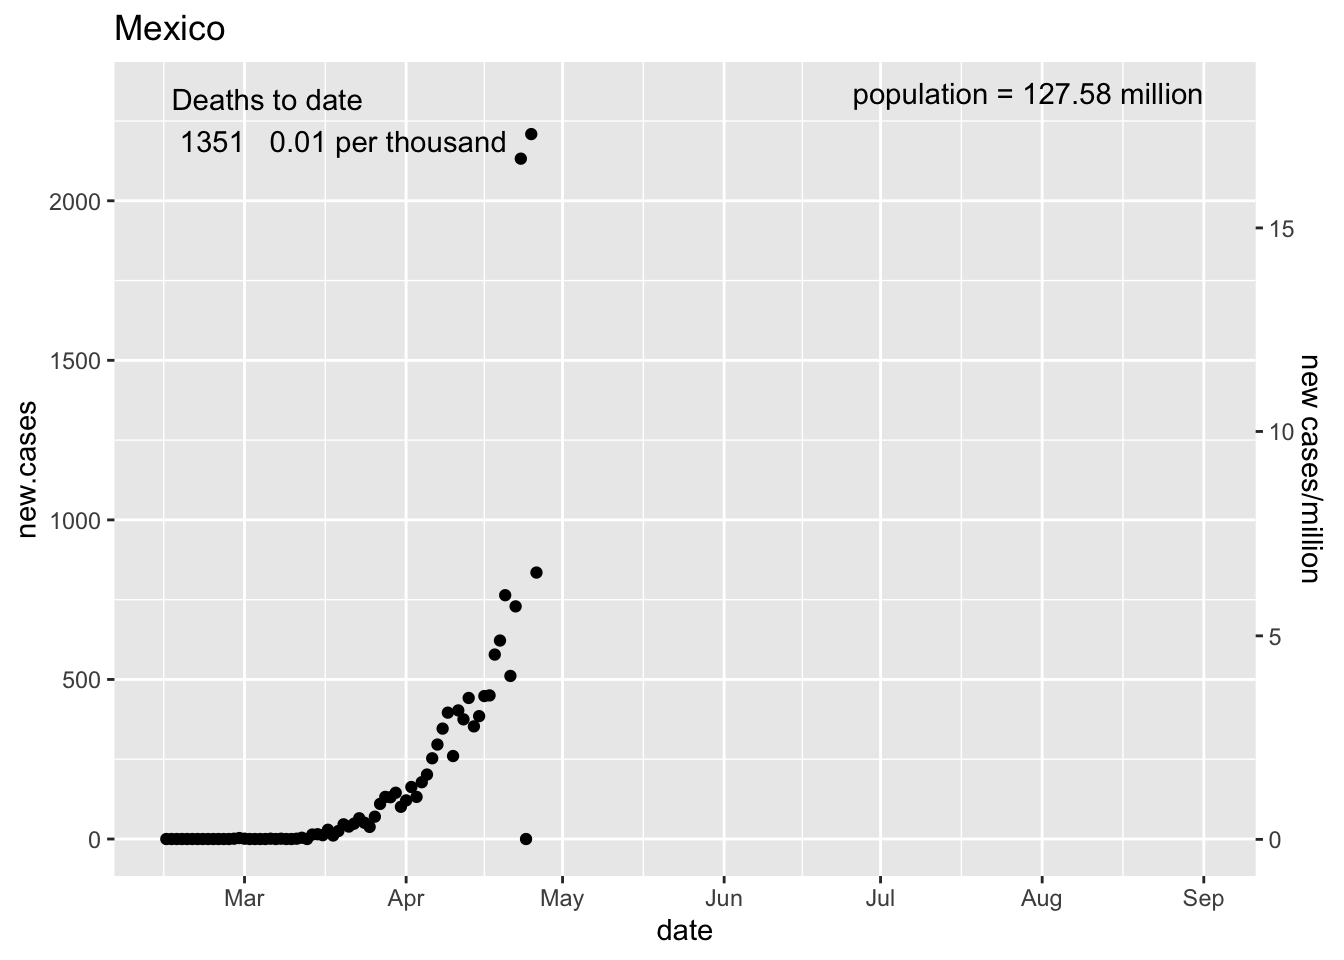 Mexico
Deaths to date
1351 0.01 per thousand
population = 127.58 million
new.cases
2000
1500
1000
500
0
15
10
5
0
new cases/million
Mar Apr May Jun Jul Aug Sep
date